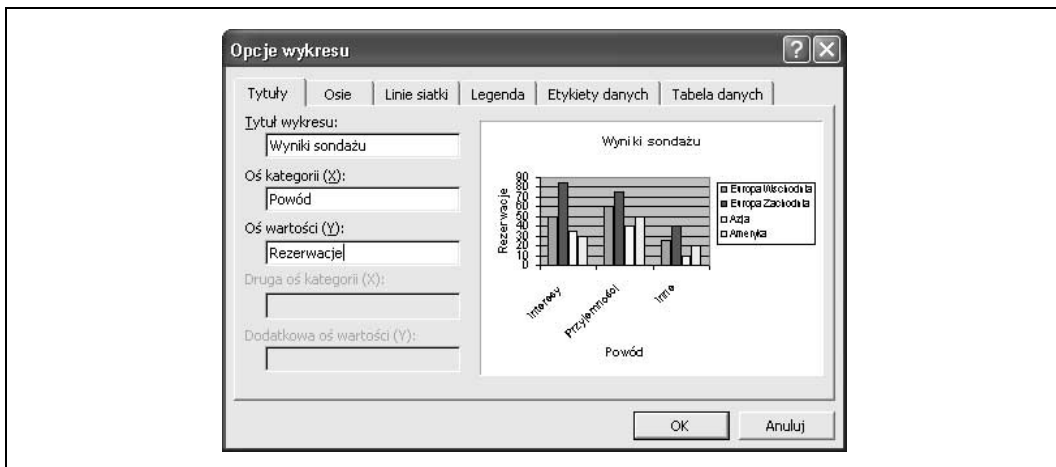 Opcje wykresu
Tytuły Osie Linie siatki Legenda Etykiety danych Tabela danych
Tytuł wykresu:
Wyniki sondażu
Oś kategorii (X):
Powód
Oś wartości (Y):
Rezerwacje
Druga oś kategorii (X):
Dodatkowa oś wartości (Y):
Wyniki sondażu
Rezerwacje
90
80
70
60
50
40
30
20
10
0
Interesy
Przyjemności
Inne
Powód
Europa Wschodnia
Europa Zachodnia
Azja
Ameryka
OK Anuluj